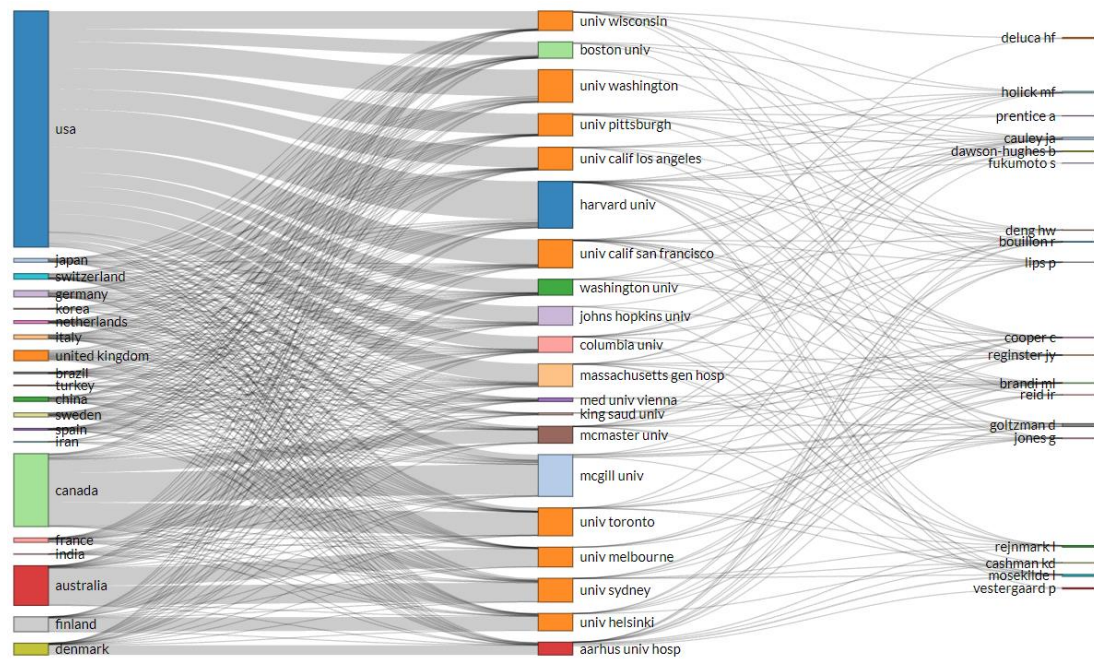 usa
japan
switzerland
germany
korea
netherlands
italy
united kingdom
brazil
turkey
china
sweden
spain
iran
canada
france
india
australia
finland
denmark
univ wisconsin
boston univ
univ washington
univ pittsburgh
univ calif los angeles
harvard univ
univ calif san francisco
washington univ
johns hopkins univ
columbia univ
massachusetts gen hosp
med univ vienna
king saud univ
mcmaster univ
mcgill univ
univ toronto
univ melbourne
univ sydney
univ helsinki
aarhus univ hosp
deluca hf
holick mf
prentice a
cauley ja
dawson-hughes b
fukumoto s
deng hw
bouillon r
lips p
cooper c
reginster jy
brandi ml
reid ir
goltzman d
jones g
rejnmark l
cashman kd
mosekilde l
vestergaard p